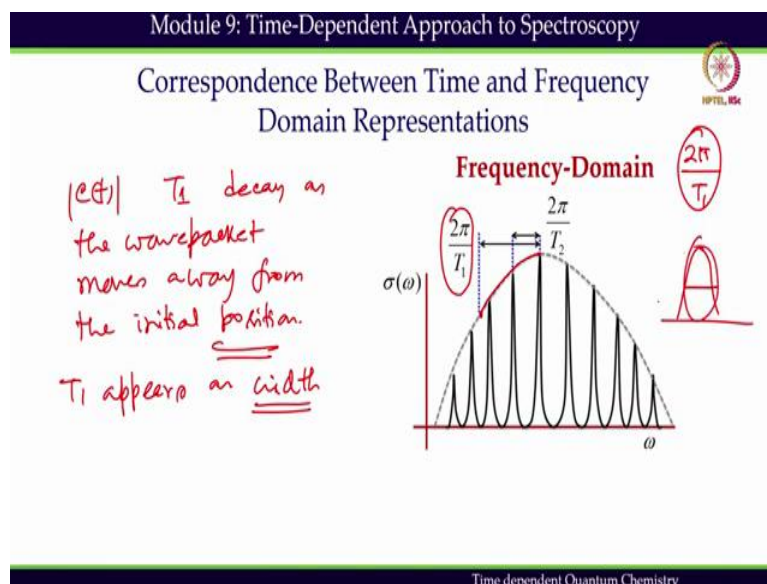 Module 9: Time-Dependent Approach to Spectroscopy
Correspondence Between Time and Frequency
Domain Representations
NPTEL, IISc
|C(t)| T1 decay as
the wavepacket
moves away from
the initial position.
T1 appears as width
Frequency-Domain
2π/T1
2π/T1
2π/T2
σ(ω)
ω
Time dependent Quantum Chemistry